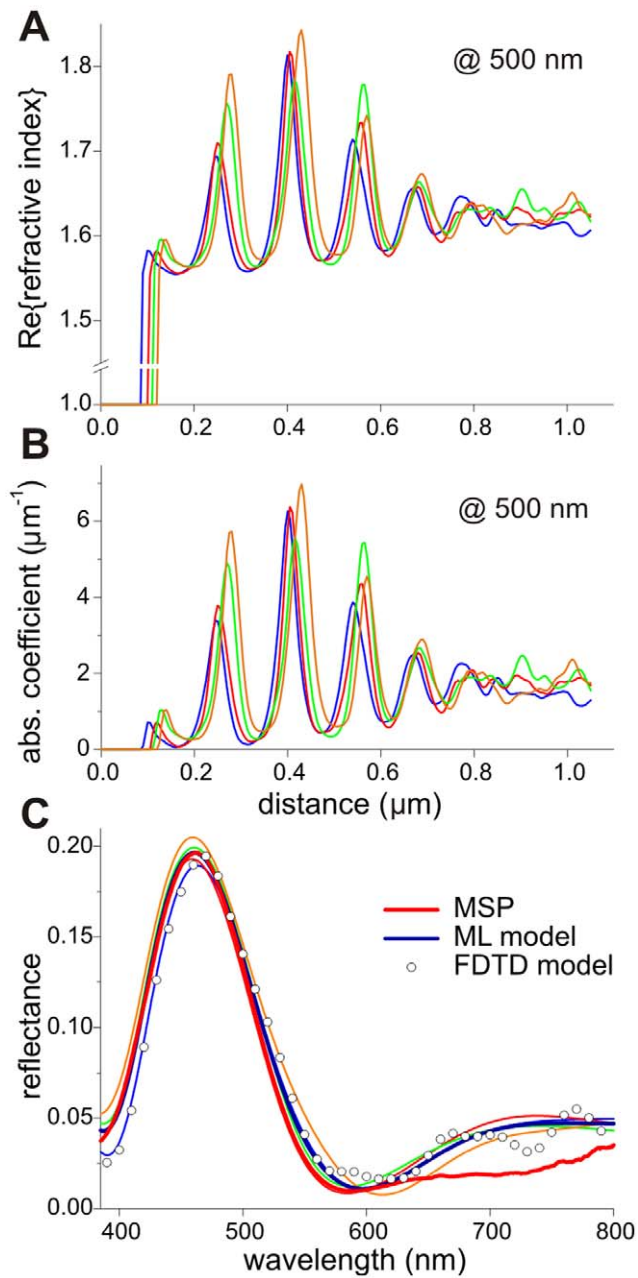 A
@ 500 nm
Re{refractive index}
1.8
1.7
1.6
1.5
1.0
0.0 0.2 0.4 0.6 0.8 1.0
B
@ 500 nm
abs. coefficient (µm⁻¹)
6
4
2
0
0.0 0.2 0.4 0.6 0.8 1.0
distance (µm)
C
reflectance
0.20
0.15
0.10
0.05
0.00
MSP
ML model
FDTD model
400 500 600 700 800
wavelength (nm)